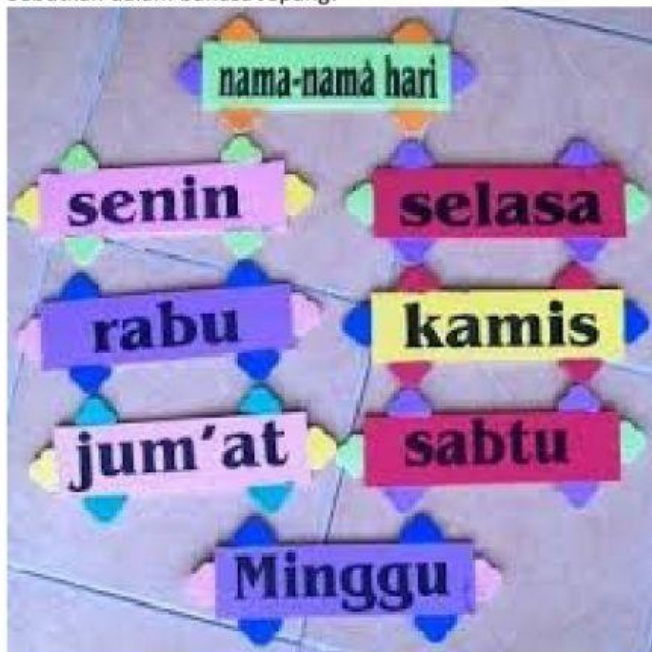 nama-nama hari
senin
selasa
rabu
kamis
jum'at
sabtu
Minggu